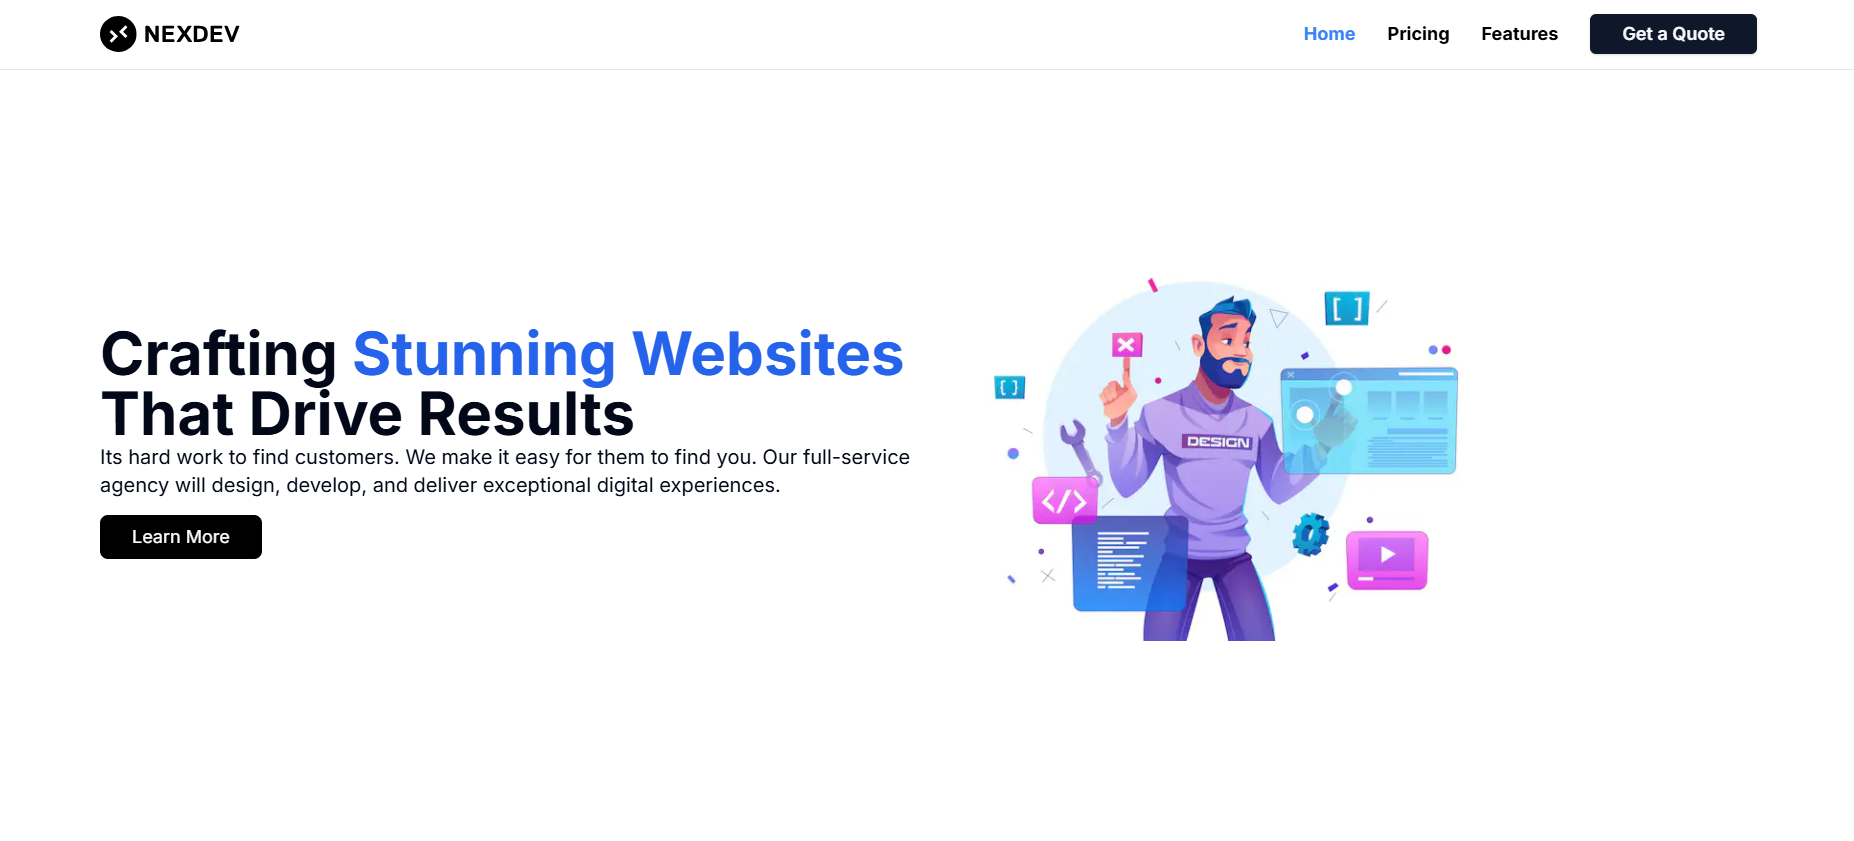 NEXDEV
Home
Pricing
Features
Get a Quote
Crafting Stunning Websites
That Drive Results
Its hard work to find customers. We make it easy for them to find you. Our full-service
agency will design, develop, and deliver exceptional digital experiences.
Learn More
[ ]
[ ]
DESIGN
</>